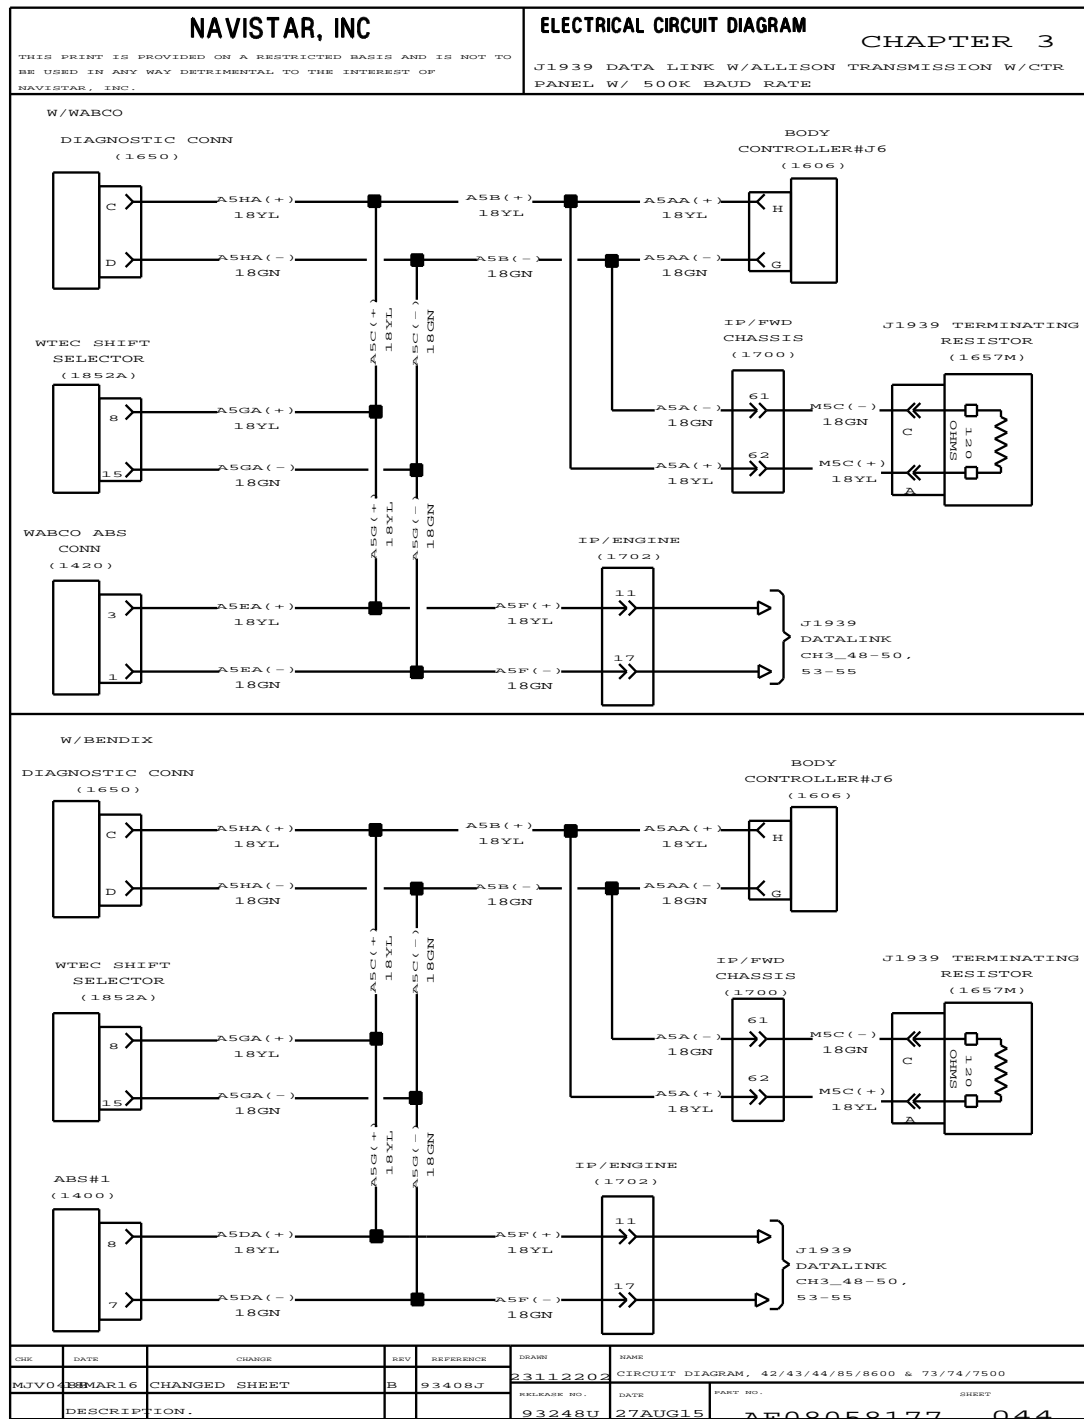 NAVISTAR, INC
THIS PRINT IS PROVIDED ON A RESTRICTED BASIS AND IS NOT TO
BE USED IN ANY WAY DETRIMENTAL TO THE INTEREST OF
NAVISTAR, INC.
ELECTRICAL CIRCUIT DIAGRAM
CHAPTER 3
J1939 DATA LINK W/ALLISON TRANSMISSION W/CTR
PANEL W/ 500K BAUD RATE
W/WABCO
DIAGNOSTIC CONN
(1650)
C
D
A5HA(+)
18YL
A5HA(-)
18GN
A5B(+)
18YL
A5B(-)
18GN
A5AA(+)
18YL
A5AA(-)
18GN
BODY
CONTROLLER#J6
(1606)
H
G
A5C(+)
18YL
A5C(-)
18GN
WTEC SHIFT
SELECTOR
(1852A)
8
15
A5GA(+)
18YL
A5GA(-)
18GN
IP/FWD
CHASSIS
(1700)
61
62
A5A(-)
18GN
A5A(+)
18YL
M5C(-)
18GN
M5C(+)
18YL
J1939 TERMINATING
RESISTOR
(1657M)
C
A
120
OHMS
A5G(+)
18YL
A5G(-)
18GN
WABCO ABS
CONN
(1420)
3
1
A5EA(+)
18YL
A5EA(-)
18GN
A5F(+)
18YL
A5F(-)
18GN
IP/ENGINE
(1702)
11
17
J1939
DATALINK
CH3_48-50,
53-55
W/BENDIX
DIAGNOSTIC CONN
(1650)
C
D
A5HA(+)
18YL
A5HA(-)
18GN
A5B(+)
18YL
A5B(-)
18GN
A5AA(+)
18YL
A5AA(-)
18GN
BODY
CONTROLLER#J6
(1606)
H
G
A5C(+)
18YL
A5C(-)
18GN
WTEC SHIFT
SELECTOR
(1852A)
8
15
A5GA(+)
18YL
A5GA(-)
18GN
IP/FWD
CHASSIS
(1700)
61
62
A5A(-)
18GN
A5A(+)
18YL
M5C(-)
18GN
M5C(+)
18YL
J1939 TERMINATING
RESISTOR
(1657M)
C
A
120
OHMS
A5G(+)
18YL
A5G(-)
18GN
ABS#1
(1400)
8
7
A5DA(+)
18YL
A5DA(-)
18GN
A5F(+)
18YL
A5F(-)
18GN
IP/ENGINE
(1702)
11
17
J1939
DATALINK
CH3_48-50,
53-55
CHK DATE CHANGE REV REFERENCE
CHANGED SHEET B 93408J
DESCRIPTION.
DRAWN
23112202
NAME
CIRCUIT DIAGRAM, 42/43/44/85/8600 & 73/74/7500
RELEASE NO.
93248U
DATE
27AUG15
PART NO.
AF08058177
SHEET
044